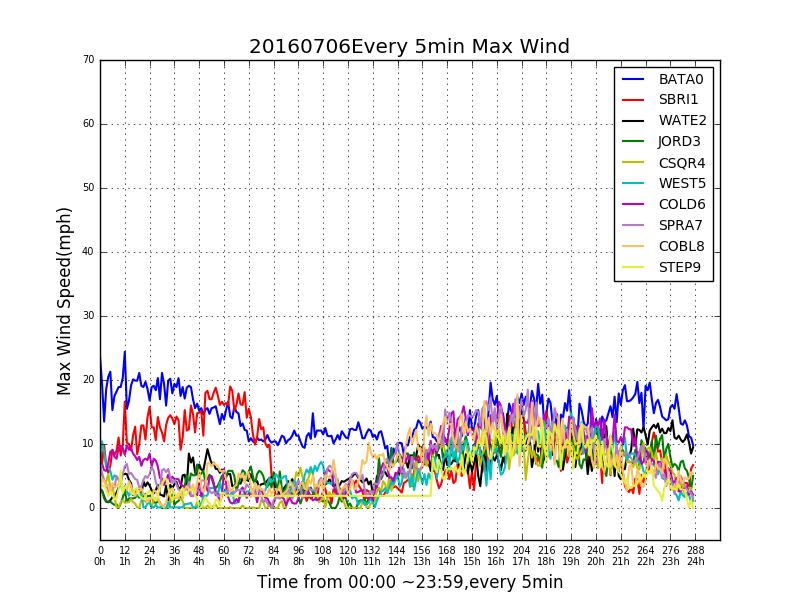 20160706Every 5min Max Wind
70
60
50
40
30
20
10
0
Max Wind Speed(mph)
BATA0
SBRI1
WATE2
JORD3
CSQR4
WEST5
COLD6
SPRA7
COBL8
STEP9
0 12 24 36 48 60 72 84 96 108 120 132 144 156 168 180 192 204 216 228 240 252 264 276 288
0h 1h 2h 3h 4h 5h 6h 7h 8h 9h 10h 11h 12h 13h 14h 15h 16h 17h 18h 19h 20h 21h 22h 23h 24h
Time from 00:00 ~23:59,every 5min